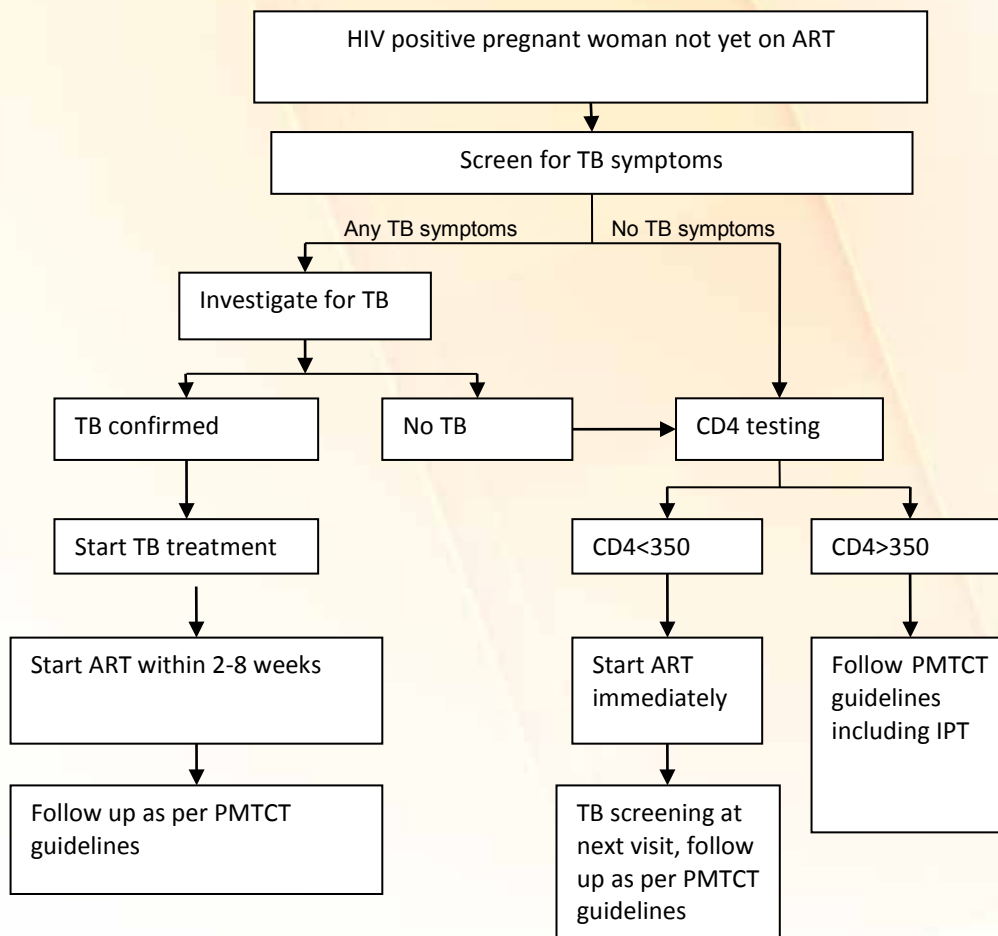 HIV positive pregnant woman not yet on ART
Screen for TB symptoms
Any TB symptoms
No TB symptoms
Investigate for TB
TB confirmed
No TB
CD4 testing
Start TB treatment
CD4<350
CD4>350
Start ART within 2-8 weeks
Start ART
immediately
Follow PMTCT
guidelines
including IPT
Follow up as per PMTCT
guidelines
TB screening at
next visit, follow
up as per PMTCT
guidelines